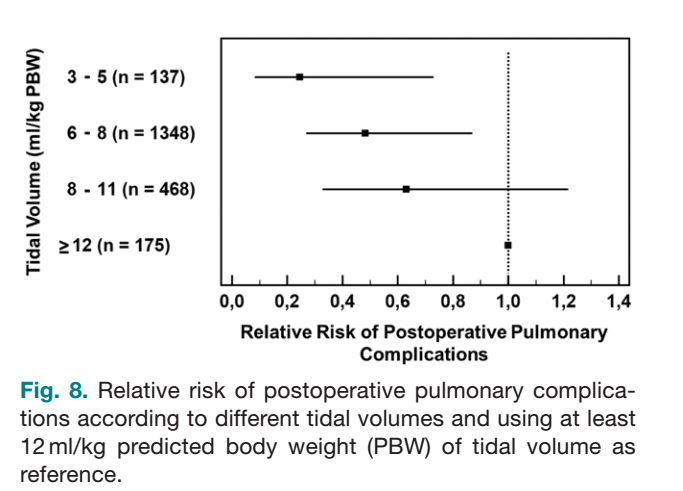 Tidal Volume (ml/kg PBW)
3 - 5 (n = 137)
6 - 8 (n = 1348)
8 - 11 (n = 468)
≥ 12 (n = 175)
0,0 0,2 0,4 0,6 0,8 1,0 1,2 1,4
Relative Risk of Postoperative Pulmonary
Complications
Fig. 8. Relative risk of postoperative pulmonary complica-
tions according to different tidal volumes and using at least
12 ml/kg predicted body weight (PBW) of tidal volume as
reference.